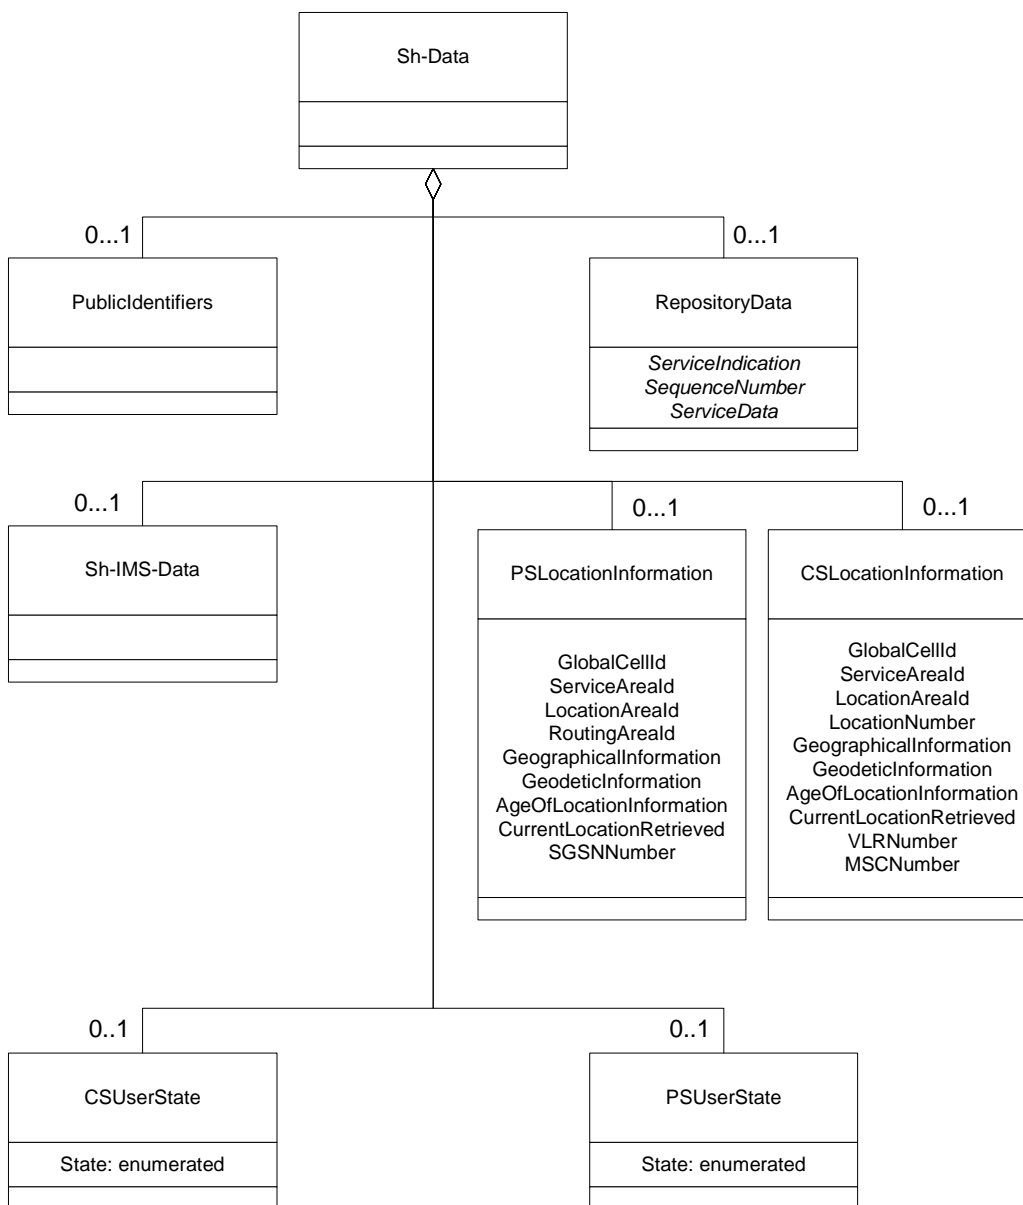 Sh-Data
0...1
0...1
PublicIdentifiers
RepositoryData
ServiceIndication
SequenceNumber
ServiceData
0...1
0...1
0...1
Sh-IMS-Data
PSLocationInformation
CSLocationInformation
GlobalCellId
ServiceAreaId
LocationAreaId
RoutingAreaId
GeographicalInformation
GeodeticInformation
AgeOfLocationInformation
CurrentLocationRetrieved
SGSNNumber
GlobalCellId
ServiceAreaId
LocationAreaId
LocationNumber
GeographicalInformation
GeodeticInformation
AgeOfLocationInformation
CurrentLocationRetrieved
VLRNumber
MSCNumber
0..1
0..1
CSUserState
PSUserState
State: enumerated
State: enumerated